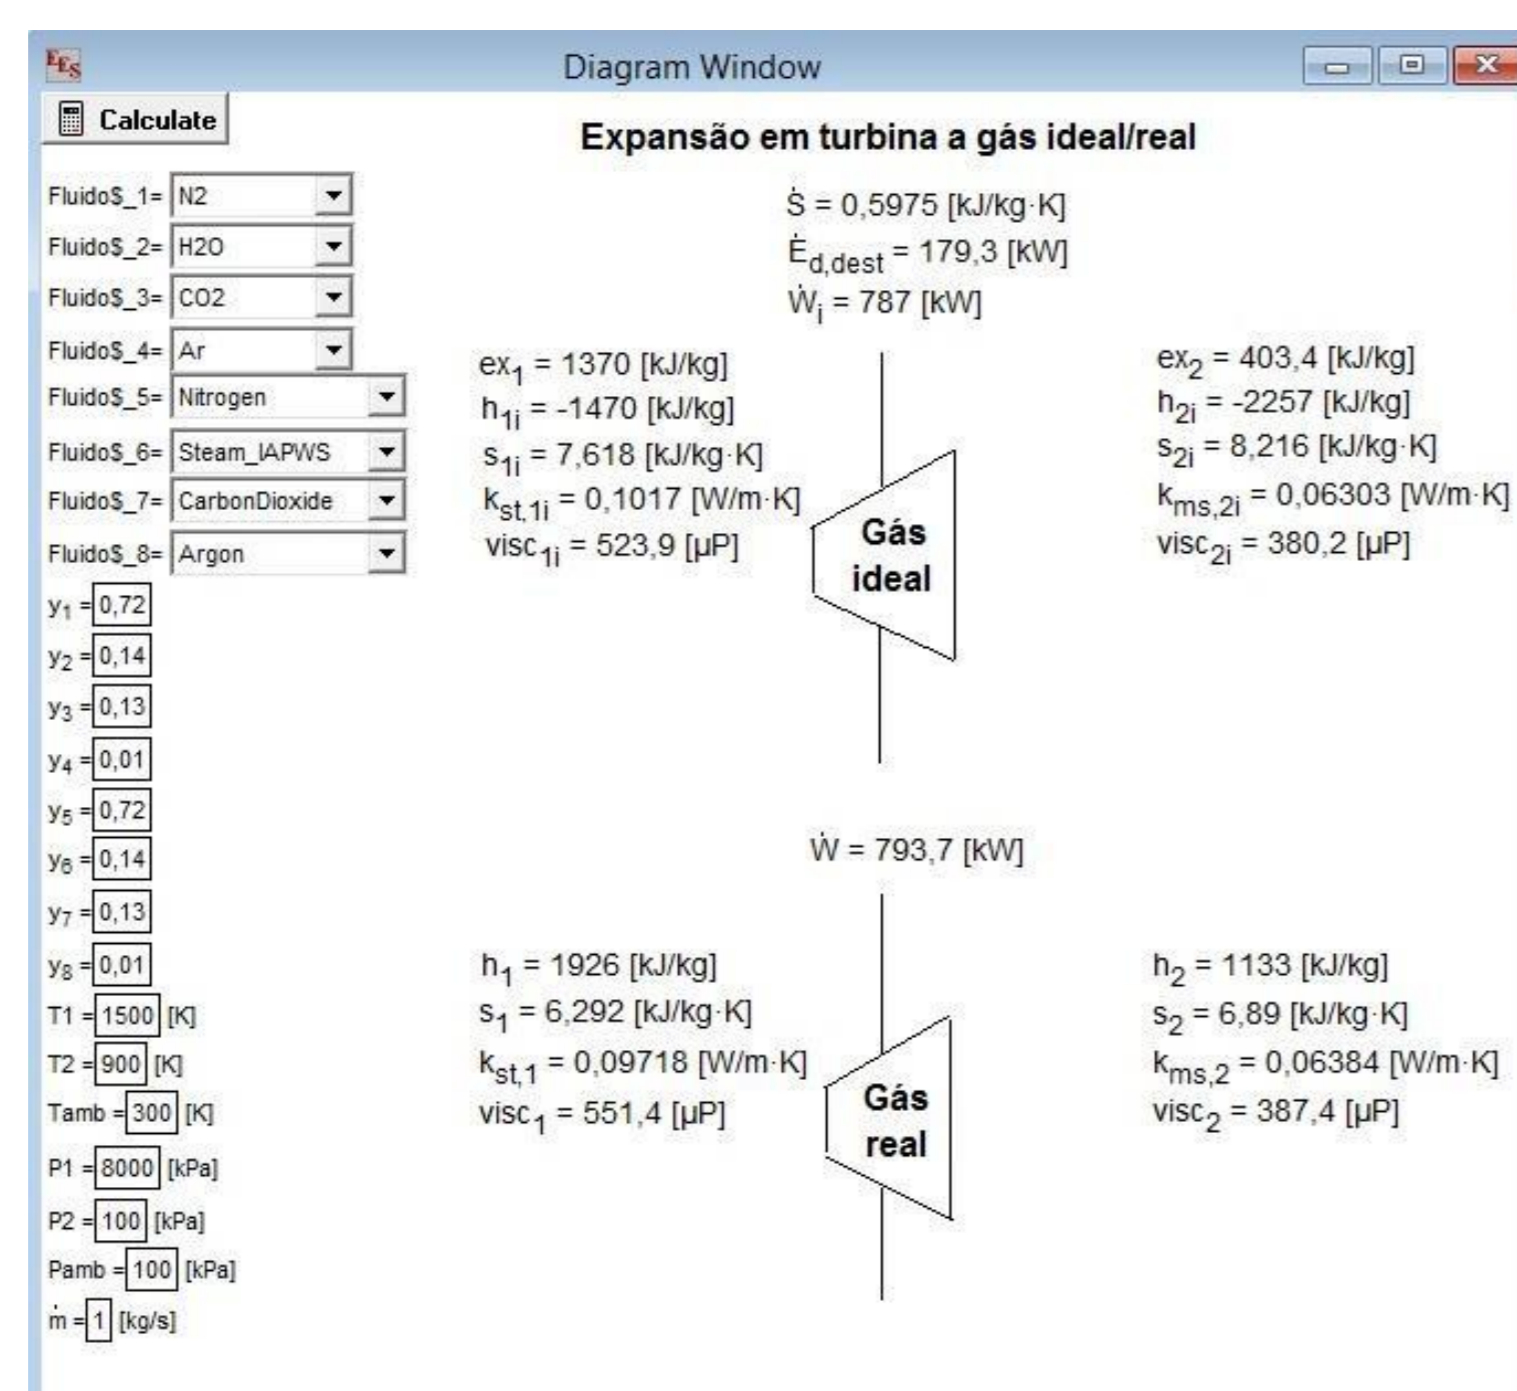 EES
Diagram Window
Calculate
Expansão em turbina a gás ideal/real
Fluido$_1= N2
Fluido$_2= H2O
Fluido$_3= CO2
Fluido$_4= Ar
Fluido$_5= Nitrogen
Fluido$_6= Steam_IAPWS
Fluido$_7= CarbonDioxide
Fluido$_8= Argon
y1 = 0,72
y2 = 0,14
y3 = 0,13
y4 = 0,01
y5 = 0,72
y6 = 0,14
y7 = 0,13
y8 = 0,01
T1 = 1500 [K]
T2 = 900 [K]
Tamb = 300 [K]
P1 = 8000 [kPa]
P2 = 100 [kPa]
Pamb = 100 [kPa]
ṁ = 1 [kg/s]
Ṡ = 0,5975 [kJ/kg·K]
Ėd,dest = 179,3 [kW]
Ẇi = 787 [kW]
ex1 = 1370 [kJ/kg]
h1i = -1470 [kJ/kg]
s1i = 7,618 [kJ/kg·K]
kst,1i = 0,1017 [W/m·K]
visc1i = 523,9 [µP]
Gás
ideal
ex2 = 403,4 [kJ/kg]
h2i = -2257 [kJ/kg]
s2i = 8,216 [kJ/kg·K]
kms,2i = 0,06303 [W/m·K]
visc2i = 380,2 [µP]
Ẇ = 793,7 [kW]
h1 = 1926 [kJ/kg]
s1 = 6,292 [kJ/kg·K]
kst,1 = 0,09718 [W/m·K]
visc1 = 551,4 [µP]
Gás
real
h2 = 1133 [kJ/kg]
s2 = 6,89 [kJ/kg·K]
kms,2 = 0,06384 [W/m·K]
visc2 = 387,4 [µP]